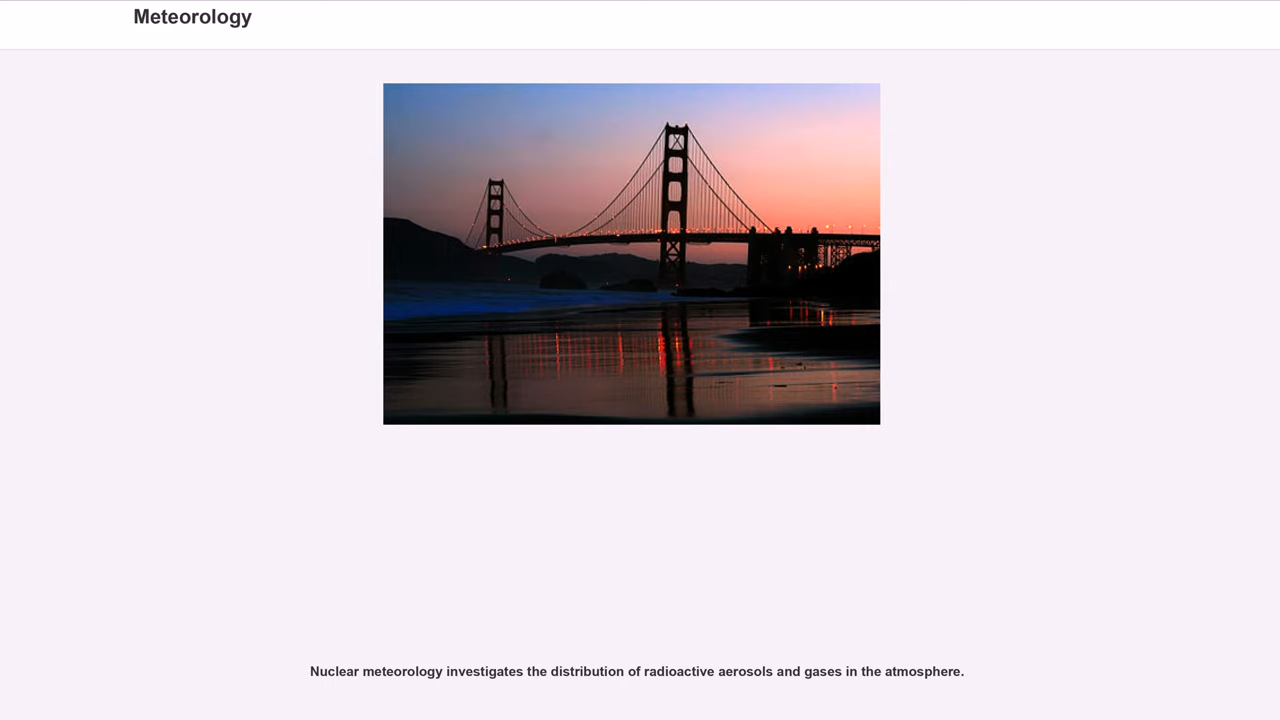 Meteorology
Nuclear meteorology investigates the distribution of radioactive aerosols and gases in the atmosphere.